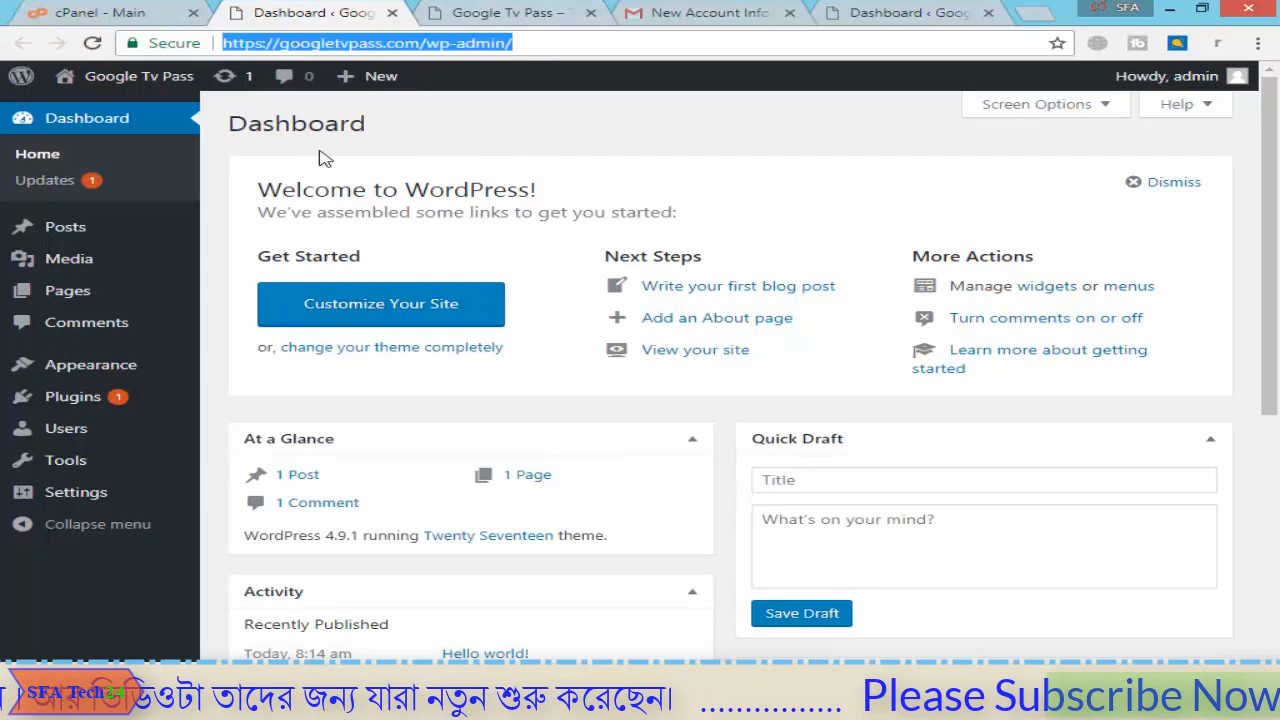 cPanel - Main
Dashboard ‹ Goog
Google Tv Pass –
New Account Info
Dashboard ‹ Goog
SFA
Secure
https://googletvpass.com/wp-admin/
Google Tv Pass
1
0
New
Howdy, admin
Dashboard
Home
Updates 1
Posts
Media
Pages
Comments
Appearance
Plugins 1
Users
Tools
Settings
Collapse menu
Dashboard
Screen Options
Help
Welcome to WordPress!
We've assembled some links to get you started:
Dismiss
Get Started
Customize Your Site
or, change your theme completely
Next Steps
Write your first blog post
Add an About page
View your site
More Actions
Manage widgets or menus
Turn comments on or off
Learn more about getting
started
At a Glance
1 Post
1 Page
1 Comment
WordPress 4.9.1 running Twenty Seventeen theme.
Activity
Recently Published
Today, 8:14 am
Hello world!
Quick Draft
Title
What's on your mind?
Save Draft
SFA Tech24
। আর ভিডিওটা তাদের জন্য যারা নতুন শুরু করেছেন। ............... Please Subscribe Now